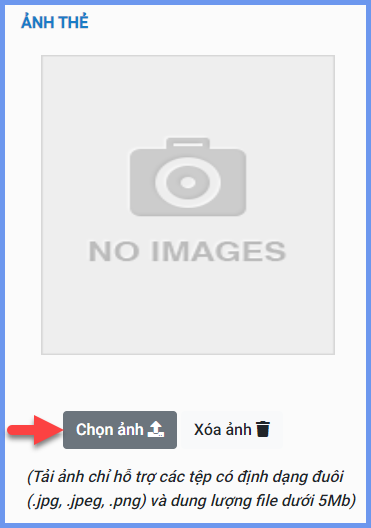 ẢNH THẺ
NO IMAGES
Chọn ảnh
Xóa ảnh
(Tải ảnh chỉ hỗ trợ các tệp có định dạng đuôi
(.jpg, .jpeg, .png) và dung lượng file dưới 5Mb)